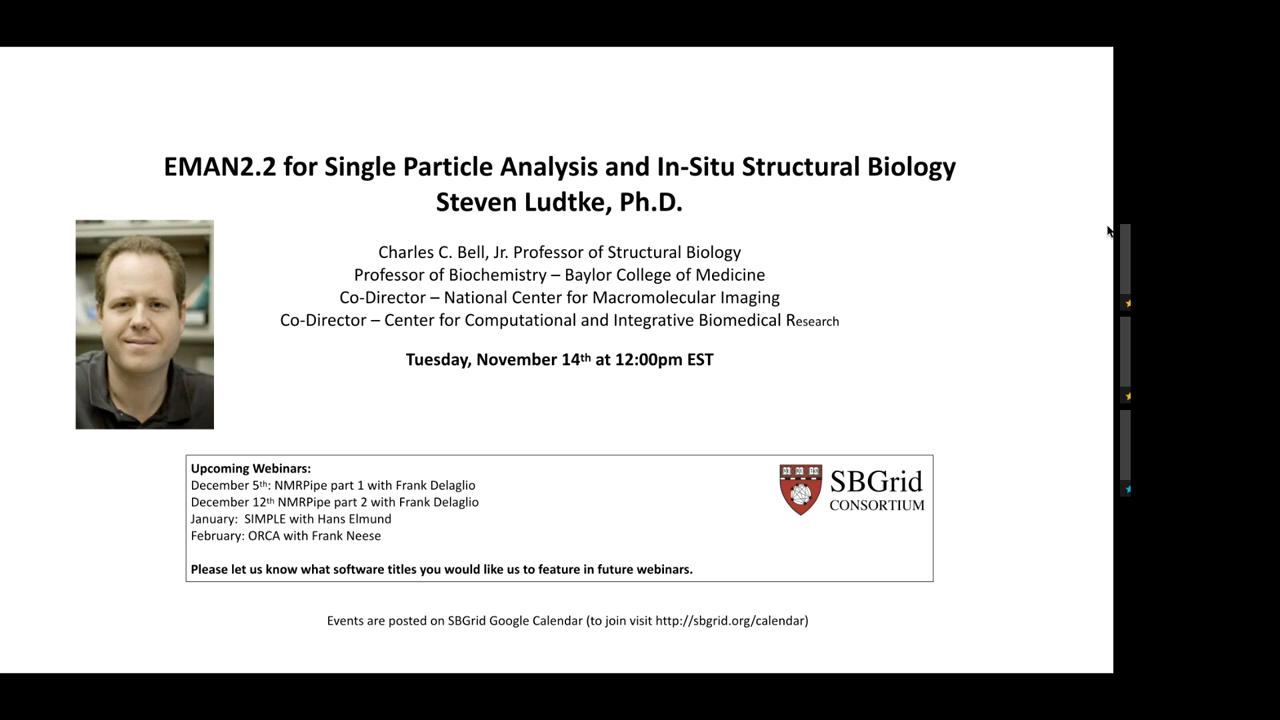 EMAN2.2 for Single Particle Analysis and In-Situ Structural Biology
Steven Ludtke, Ph.D.
Charles C. Bell, Jr. Professor of Structural Biology
Professor of Biochemistry – Baylor College of Medicine
Co-Director – National Center for Macromolecular Imaging
Co-Director – Center for Computational and Integrative Biomedical Research
Tuesday, November 14th at 12:00pm EST
Upcoming Webinars:
December 5th: NMRPipe part 1 with Frank Delaglio
December 12th NMRPipe part 2 with Frank Delaglio
January: SIMPLE with Hans Elmund
February: ORCA with Frank Neese
Please let us know what software titles you would like us to feature in future webinars.
SBGrid
CONSORTIUM
Events are posted on SBGrid Google Calendar (to join visit http://sbgrid.org/calendar)